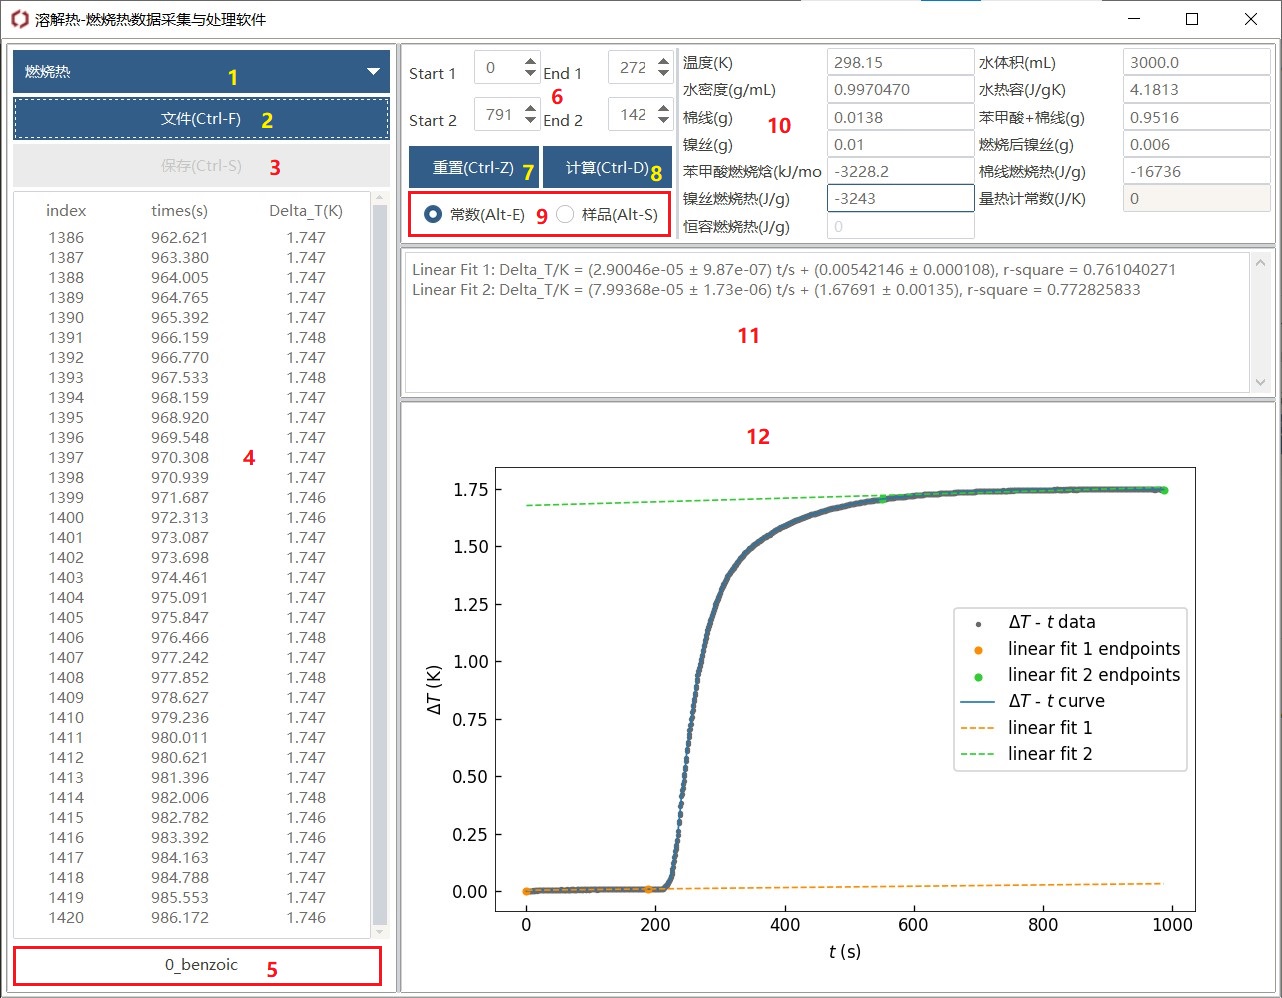 溶解热-燃烧热数据采集与处理软件
燃烧热
1
文件(Ctrl-F)
2
保存(Ctrl-S)
3
index times(s) Delta_T(K)
1386 962.621 1.747
1387 963.380 1.747
1388 964.005 1.747
1389 964.765 1.747
1390 965.392 1.747
1391 966.159 1.748
1392 966.770 1.747
1393 967.533 1.748
1394 968.159 1.747
1395 968.920 1.747
1396 969.548 1.747
1397 970.308 1.747
1398 970.939 1.747
1399 971.687 1.746
1400 972.313 1.746
1401 973.087 1.747
1402 973.698 1.747
1403 974.461 1.747
1404 975.091 1.747
1405 975.847 1.747
1406 976.466 1.748
1407 977.242 1.747
1408 977.852 1.748
1409 978.627 1.747
1410 979.236 1.747
1411 980.011 1.747
1412 980.621 1.747
1413 981.396 1.747
1414 982.006 1.748
1415 982.782 1.746
1416 983.392 1.746
1417 984.163 1.747
1418 984.788 1.747
1419 985.553 1.747
1420 986.172 1.746
4
0_benzoic
5
Start 1 0 End 1 272
6
Start 2 791 End 2 142
重置(Ctrl-Z) 7 计算(Ctrl-D) 8
常数(Alt-E) 9 样品(Alt-S)
温度(K) 298.15 水体积(mL) 3000.0
水密度(g/mL) 0.9970470 水热容(J/gK) 4.1813
棉线(g) 0.0138 苯甲酸+棉线(g) 0.9516
10
镍丝(g) 0.01 燃烧后镍丝(g) 0.006
苯甲酸燃烧焓(kJ/mo -3228.2 棉线燃烧热(J/g) -16736
镍丝燃烧热(J/g) -3243 量热计常数(J/K) 0
恒容燃烧热(J/g) 0
Linear Fit 1: Delta_T/K = (2.90046e-05 ± 9.87e-07) t/s + (0.00542146 ± 0.000108), r-square = 0.761040271
Linear Fit 2: Delta_T/K = (7.99368e-05 ± 1.73e-06) t/s + (1.67691 ± 0.00135), r-square = 0.772825833
11
12
1.75
1.50
1.25
1.00
0.75
0.50
0.25
0.00
ΔT (K)
0 200 400 600 800 1000
t (s)
ΔT - t data
linear fit 1 endpoints
linear fit 2 endpoints
ΔT - t curve
linear fit 1
linear fit 2